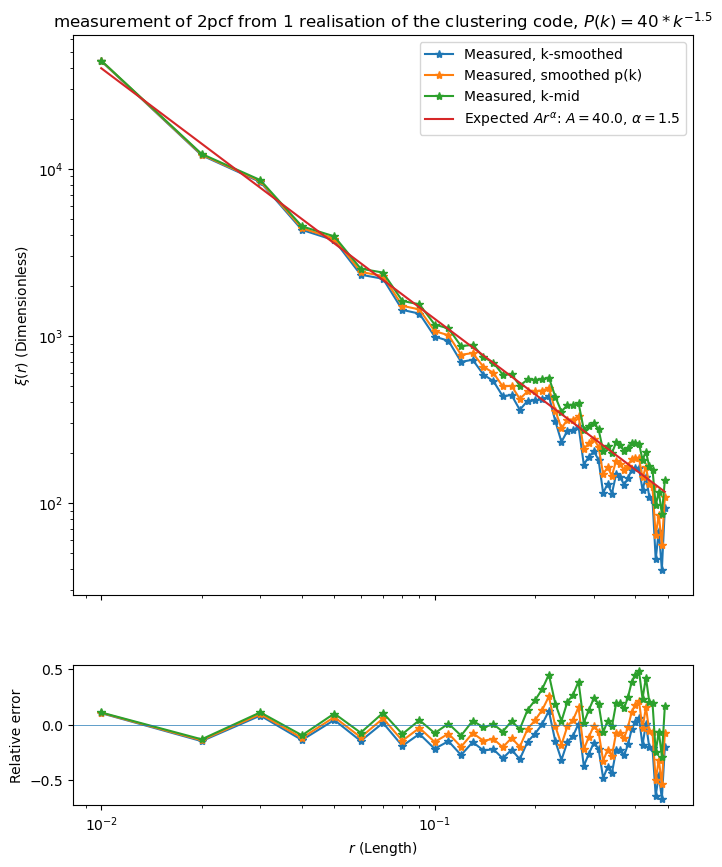 measurement of 2pcf from 1 realisation of the clustering code, $P(k) = 40 * k^{-1.5}$
Measured, k-smoothed
Measured, smoothed p(k)
Measured, k-mid
Expected $Ar^{\alpha}$: $A = 40.0$, $\alpha = 1.5$
$10^4$
$10^3$
$10^2$
$\xi(r)$ (Dimensionless)
0.5
0.0
−0.5
Relative error
$10^{-2}$
$10^{-1}$
$r$ (Length)